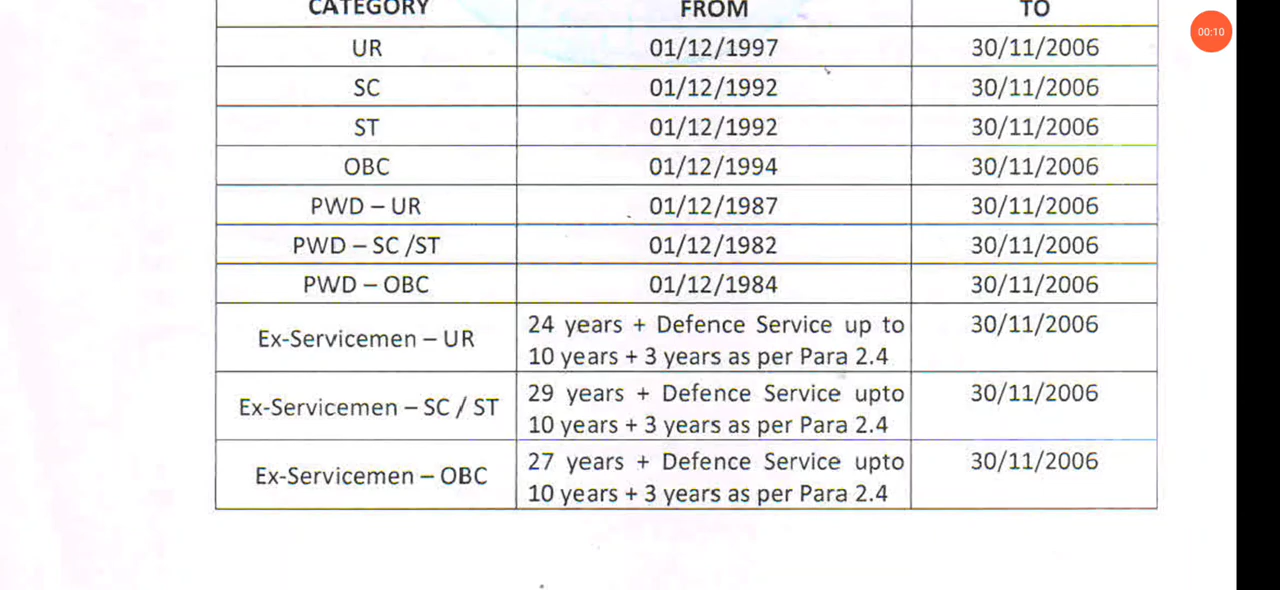 CATEGORY FROM TO
UR 01/12/1997 30/11/2006
SC 01/12/1992 30/11/2006
ST 01/12/1992 30/11/2006
OBC 01/12/1994 30/11/2006
PWD – UR 01/12/1987 30/11/2006
PWD – SC /ST 01/12/1982 30/11/2006
PWD – OBC 01/12/1984 30/11/2006
Ex-Servicemen – UR 24 years + Defence Service up to 30/11/2006
10 years + 3 years as per Para 2.4
Ex-Servicemen – SC / ST 29 years + Defence Service upto 30/11/2006
10 years + 3 years as per Para 2.4
Ex-Servicemen – OBC 27 years + Defence Service upto 30/11/2006
10 years + 3 years as per Para 2.4
00:10